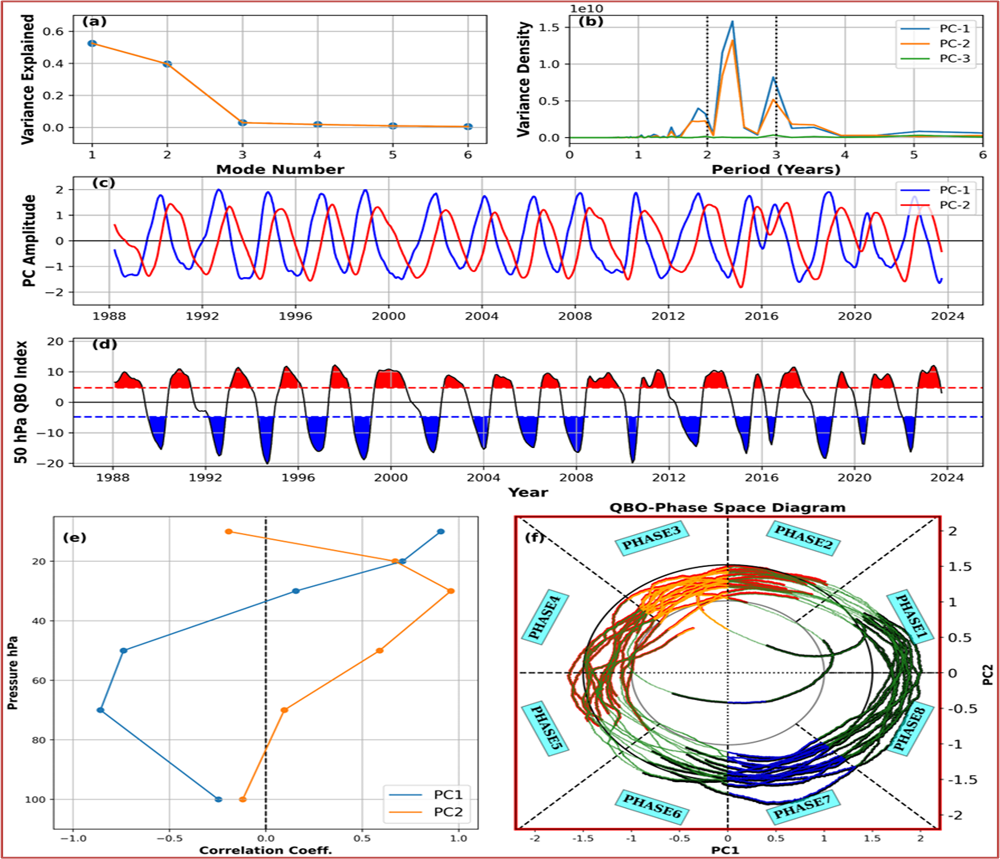 (a)
Variance Explained
0.6
0.4
0.2
0.0
1 2 3 4 5 6
Mode Number
1e10
(b)
Variance Density
1.5
1.0
0.5
0.0
PC-1
PC-2
PC-3
0 1 2 3 4 5 6
Period (Years)
(c)
PC Amplitude
2
1
0
−1
−2
PC-1
PC-2
1988 1992 1996 2000 2004 2008 2012 2016 2020 2024
(d)
50 hPa QBO Index
20
10
0
−10
−20
1988 1992 1996 2000 2004 2008 2012 2016 2020 2024
Year
(e)
Pressure hPa
20
40
60
80
100
PC1
PC2
−1.0 −0.5 0.0 0.5 1.0
Correlation Coeff.
QBO-Phase Space Diagram
(f)
PHASE3
PHASE2
PHASE4
PHASE1
PHASE5
PHASE8
PHASE6
PHASE7
2
1.5
1
0.5
0
-0.5
-1
-1.5
-2
PC2
-2 -1.5 -1 -0.5 0 0.5 1 1.5 2
PC1